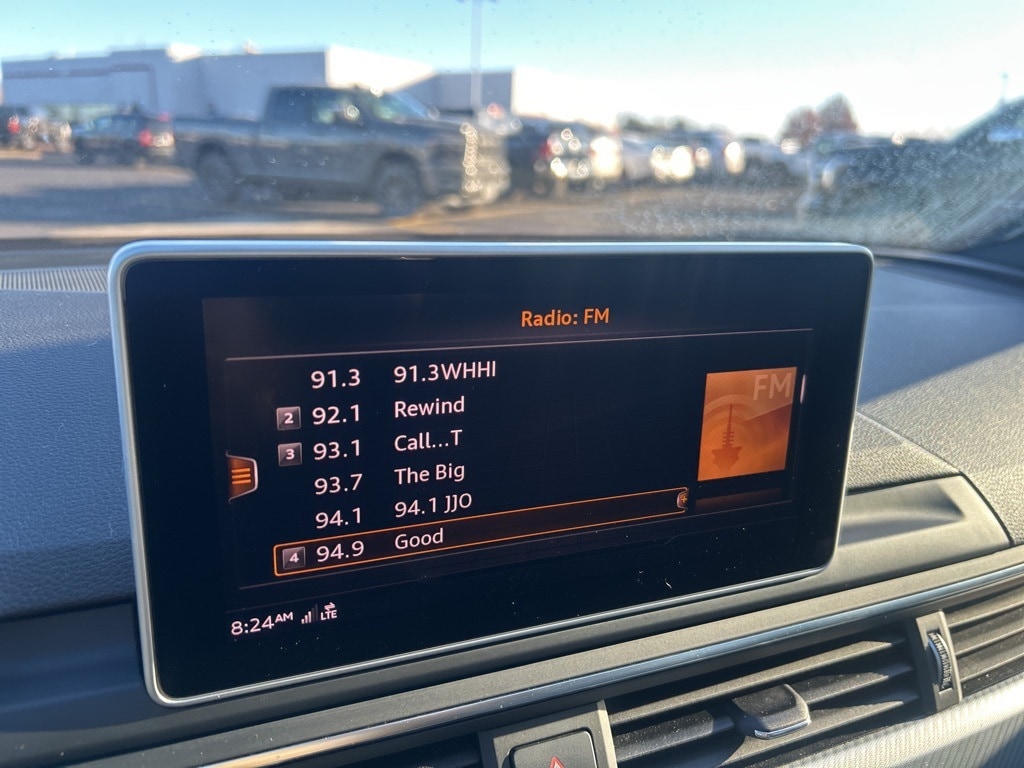 Radio: FM
91.3 91.3WHHI
2 92.1 Rewind
3 93.1 Call...T
93.7 The Big
94.1 94.1 JJO
4 94.9 Good
FM
8:24AM LTE